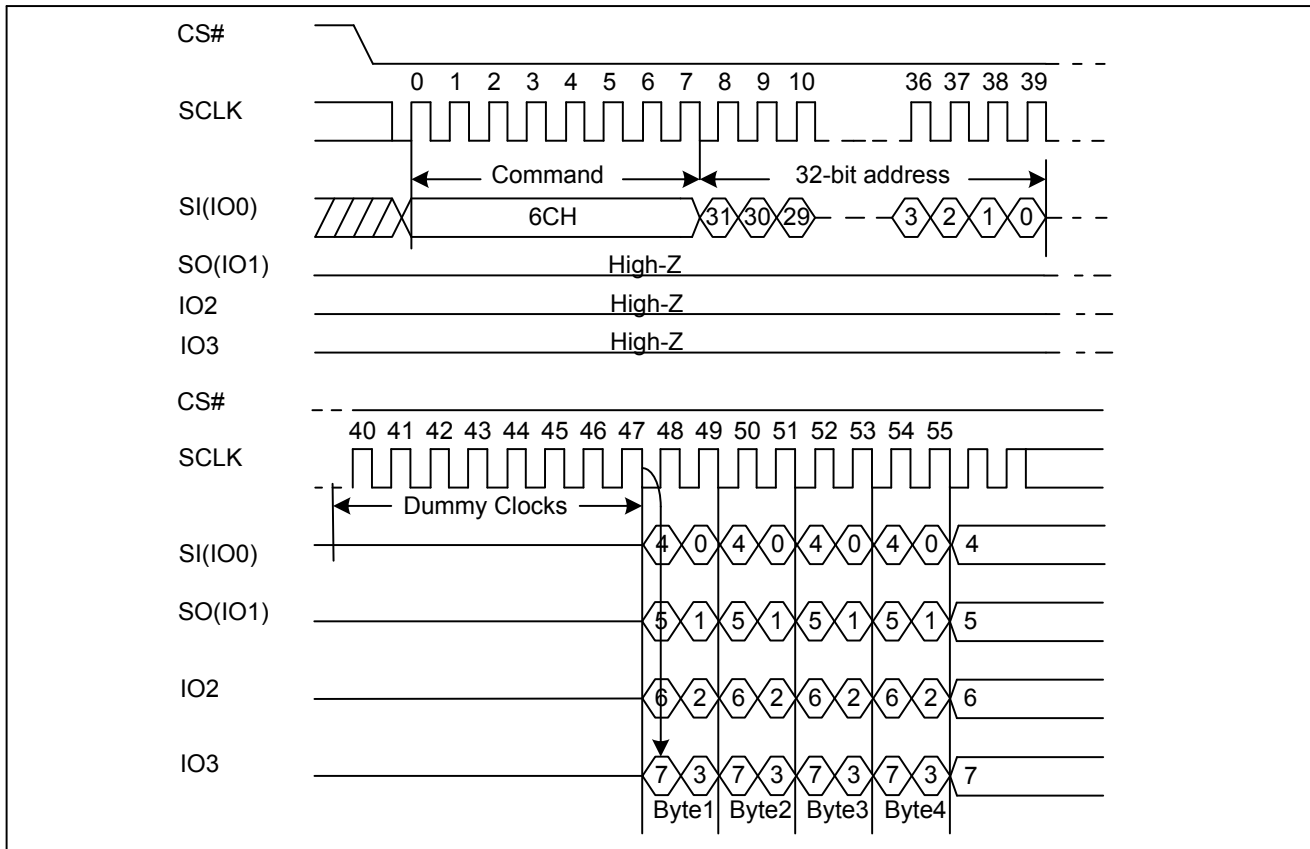 CS#
0 1 2 3 4 5 6 7 8 9 10 36 37 38 39
SCLK
Command 32-bit address
SI(IO0) 6CH 31 30 29 3 2 1 0
SO(IO1) High-Z
IO2 High-Z
IO3 High-Z
CS#
40 41 42 43 44 45 46 47 48 49 50 51 52 53 54 55
SCLK
Dummy Clocks
SI(IO0) 4 0 4 0 4 0 4 0 4
SO(IO1) 5 1 5 1 5 1 5 1 5
IO2 6 2 6 2 6 2 6 2 6
IO3 7 3 7 3 7 3 7 3 7
Byte1 Byte2 Byte3 Byte4